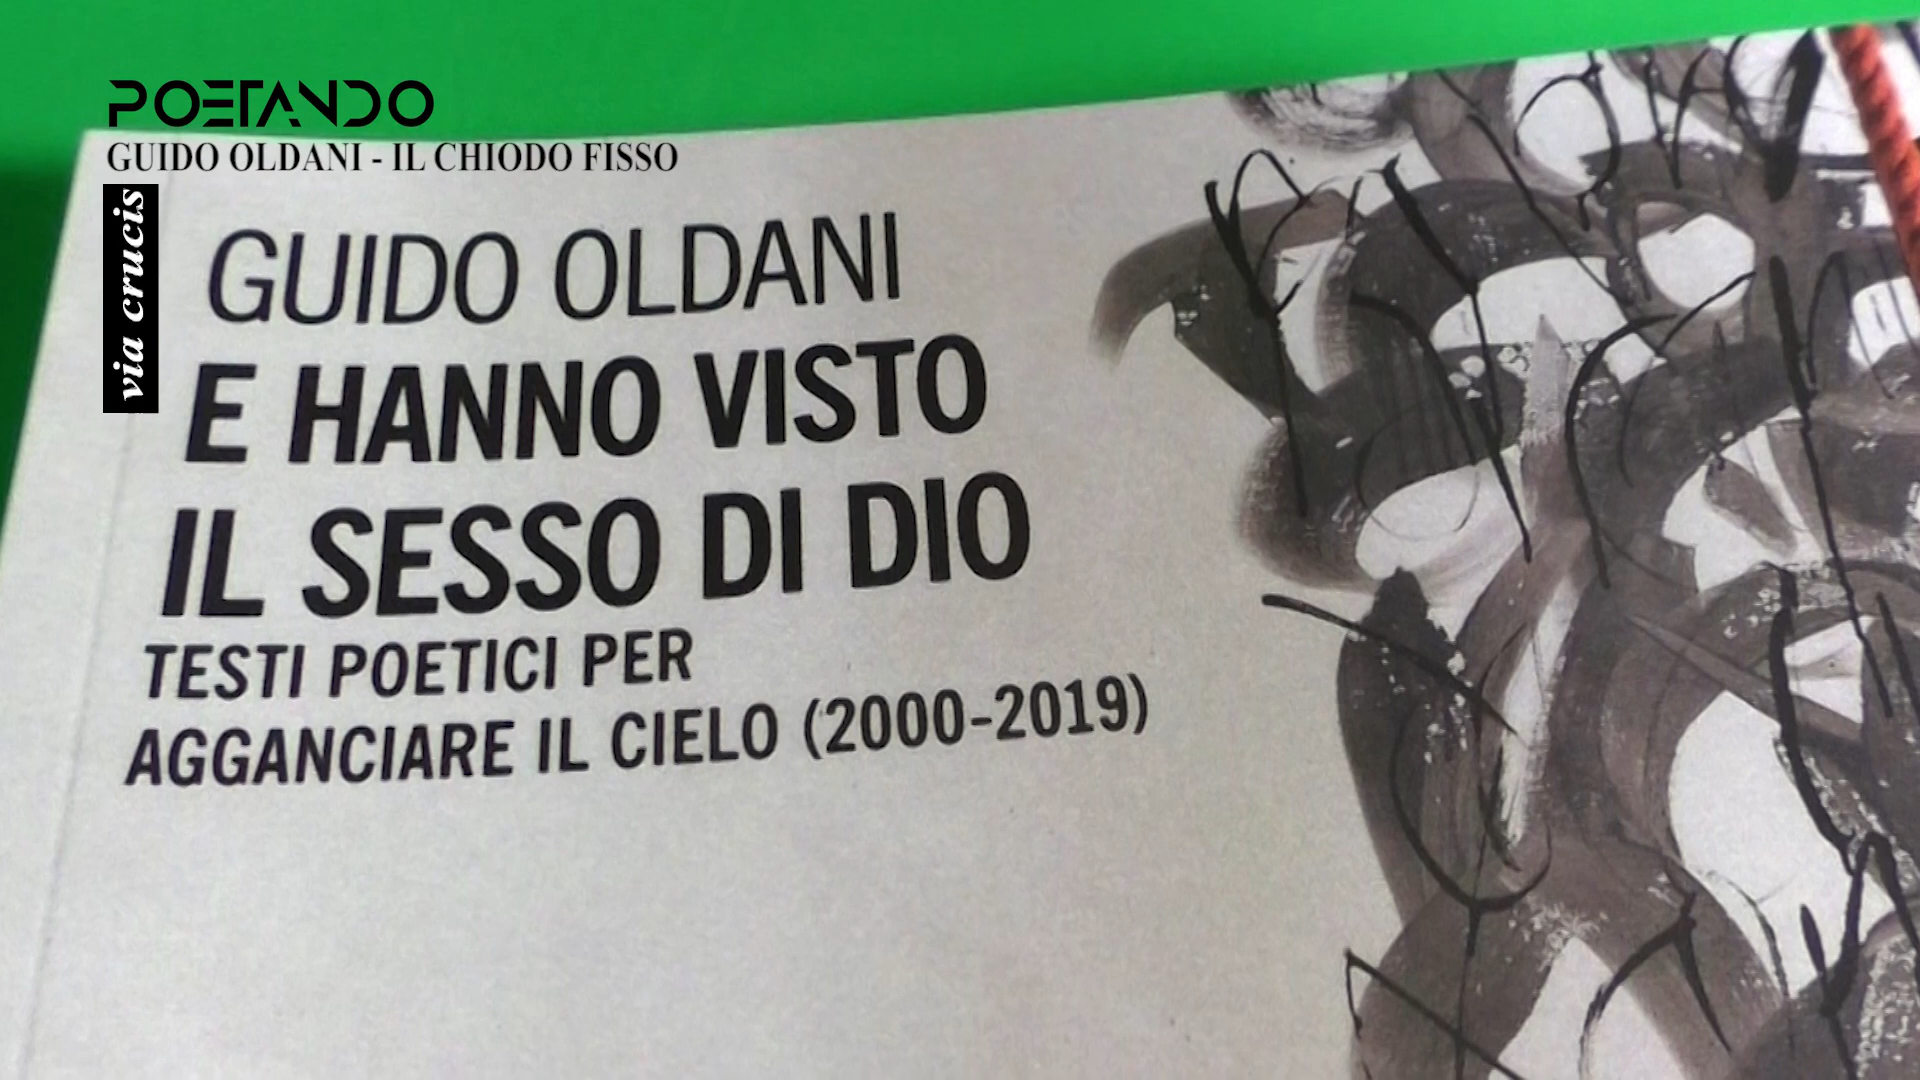 POETANDO
GUIDO OLDANI - IL CHIODO FISSO
via crucis
GUIDO OLDANI
E HANNO VISTO
IL SESSO DI DIO
TESTI POETICI PER
AGGANCIARE IL CIELO (2000-2019)